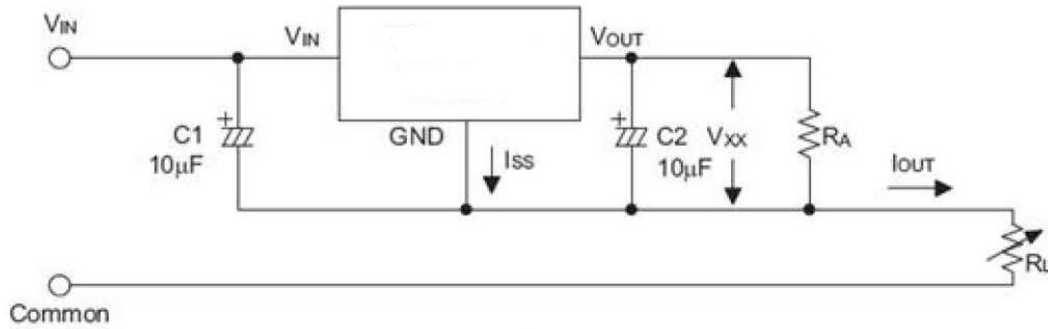 VIN
VIN
VOUT
C1
10µF
GND
ISS
C2
10µF
VXX
RA
IOUT
RL
Common